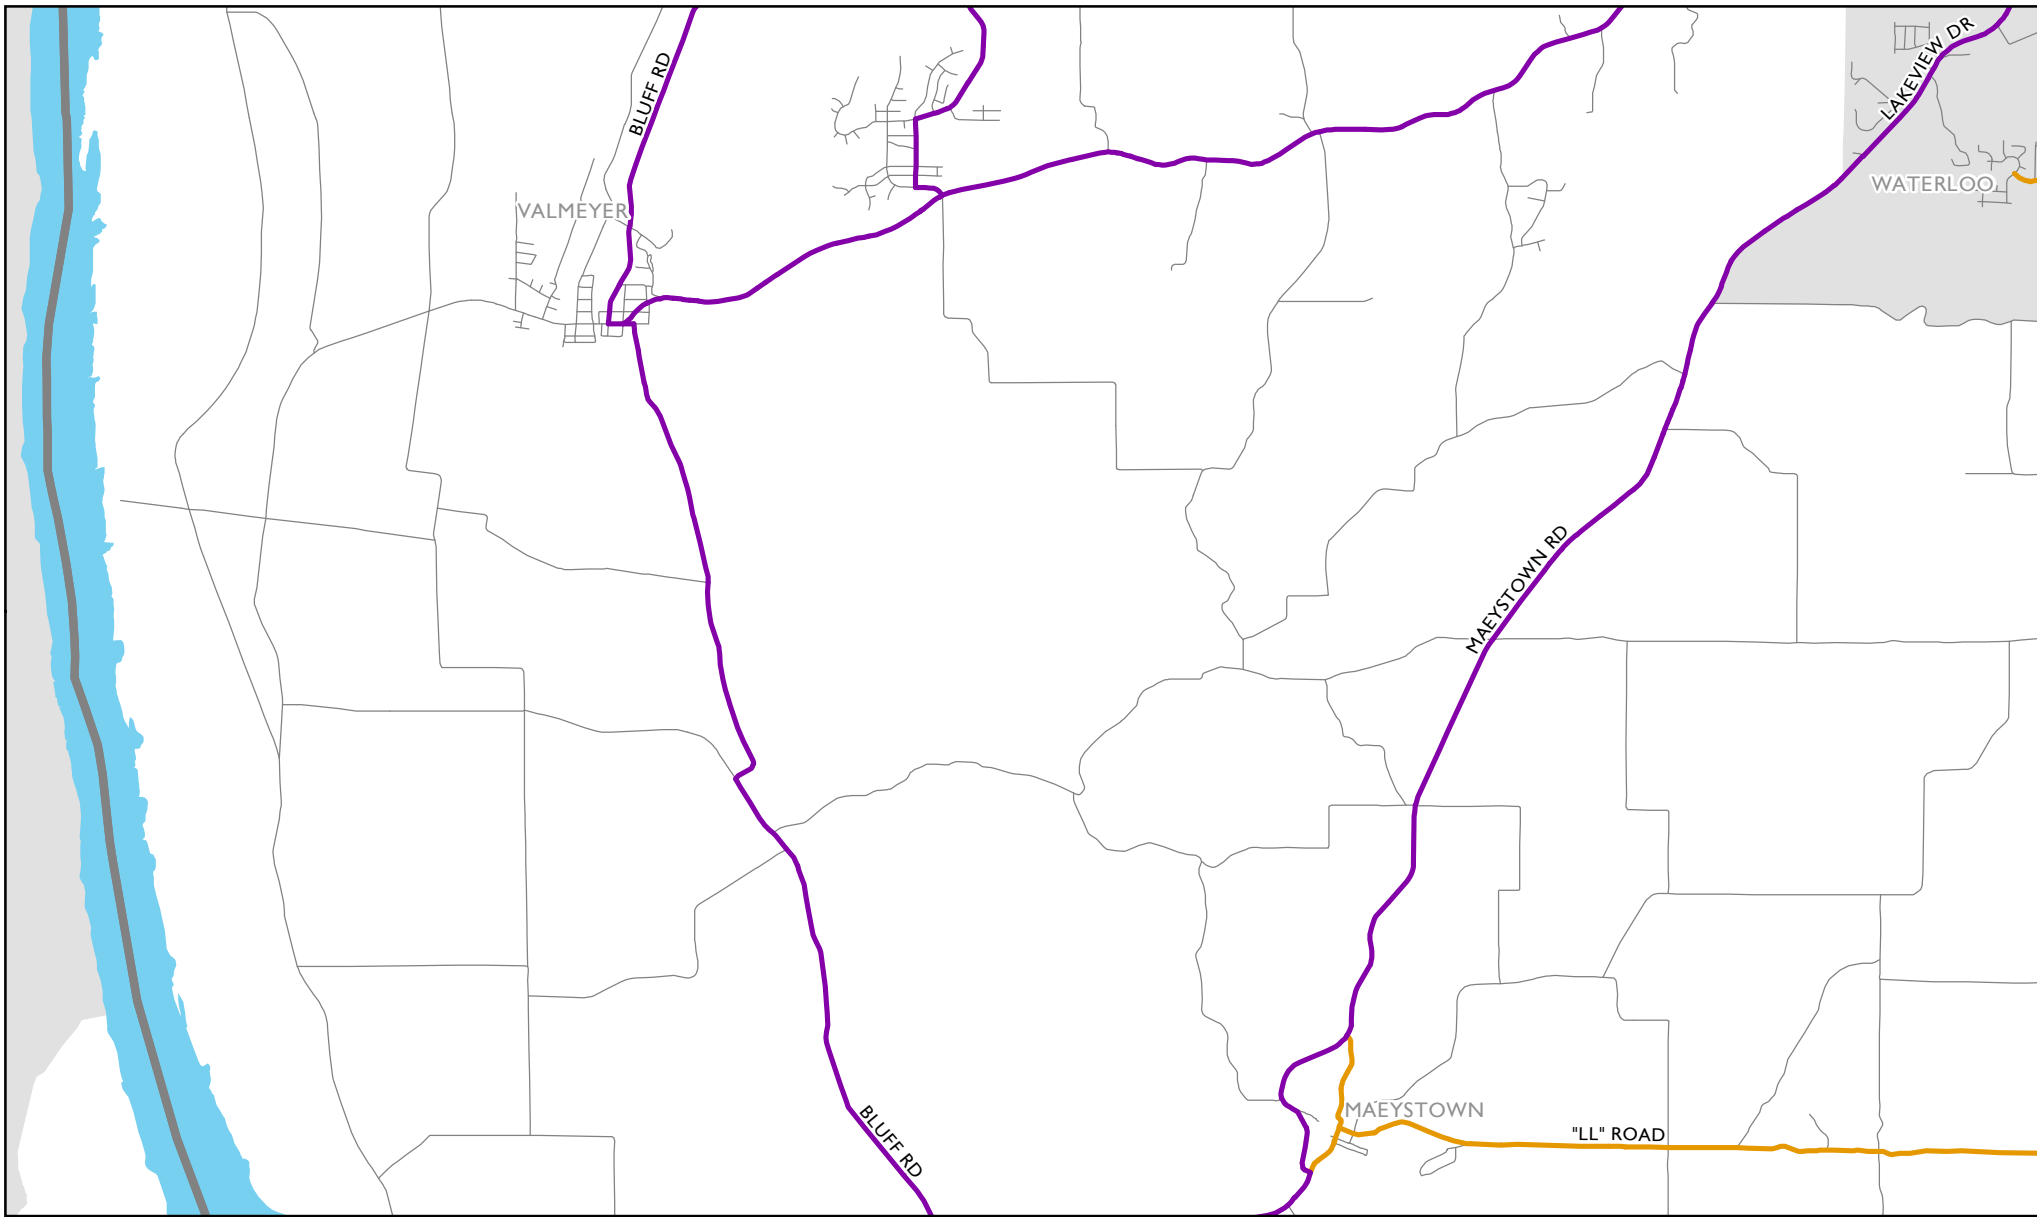 LAKEVIEW DR
BLUFF RD
WATERLOO
VALMEYER
MAEYSTOWN RD
MAEYSTOWN
"LL" ROAD
BLUFF RD